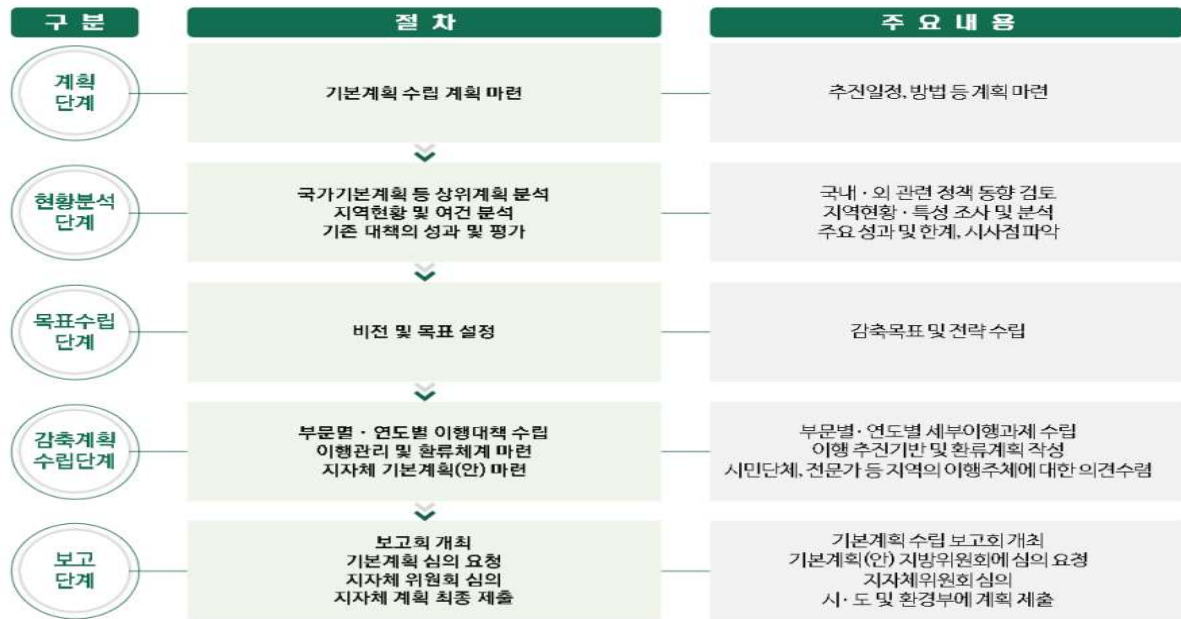 구 분
절 차
주 요 내 용
계획
단계
기본계획 수립 계획 마련
추진일정, 방법 등 계획 마련
현황분석
단계
국가기본계획 등 상위계획 분석
지역현황 및 여건 분석
기존 대책의 성과 및 평가
국내·외 관련 정책 동향 검토
지역현황·특성 조사 및 분석
주요 성과 및 한계, 시사점 파악
목표수립
단계
비전 및 목표 설정
감축목표 및 전략 수립
감축계획
수립단계
부문별·연도별 이행대책 수립
이행관리 및 환류체계 마련
지자체 기본계획(안) 마련
부문별·연도별 세부이행과제 수립
이행 추진기반 및 환류계획 작성
시민단체, 전문가 등 지역의 이행주체에 대한 의견수렴
보고
단계
보고회 개최
기본계획 심의 요청
지자체 위원회 심의
지자체 계획 최종 제출
기본계획 수립 보고회 개최
기본계획(안) 지방위원회에 심의 요청
지자체위원회 심의
시·도 및 환경부에 계획 제출